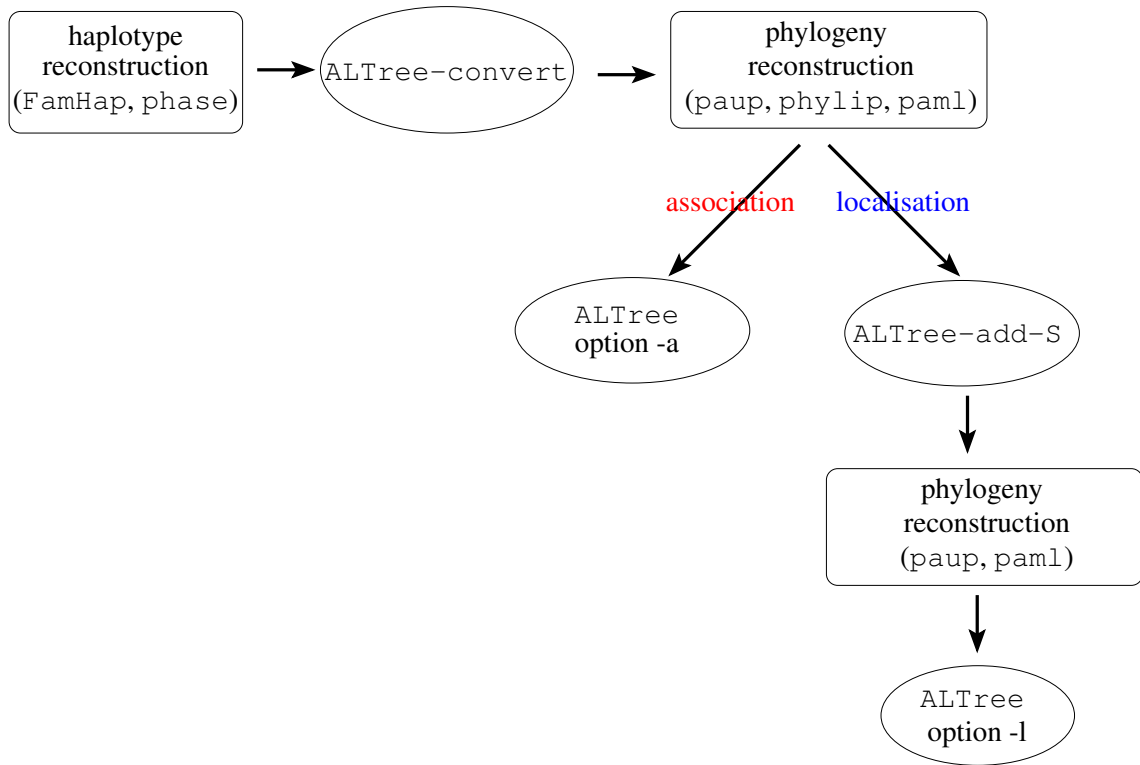 haplotype
reconstruction
(FamHap, phase)
ALTree-convert
phylogeny
reconstruction
(paup, phylip, paml)
association
localisation
ALTree
option -a
ALTree-add-S
phylogeny
reconstruction
(paup, paml)
ALTree
option -l